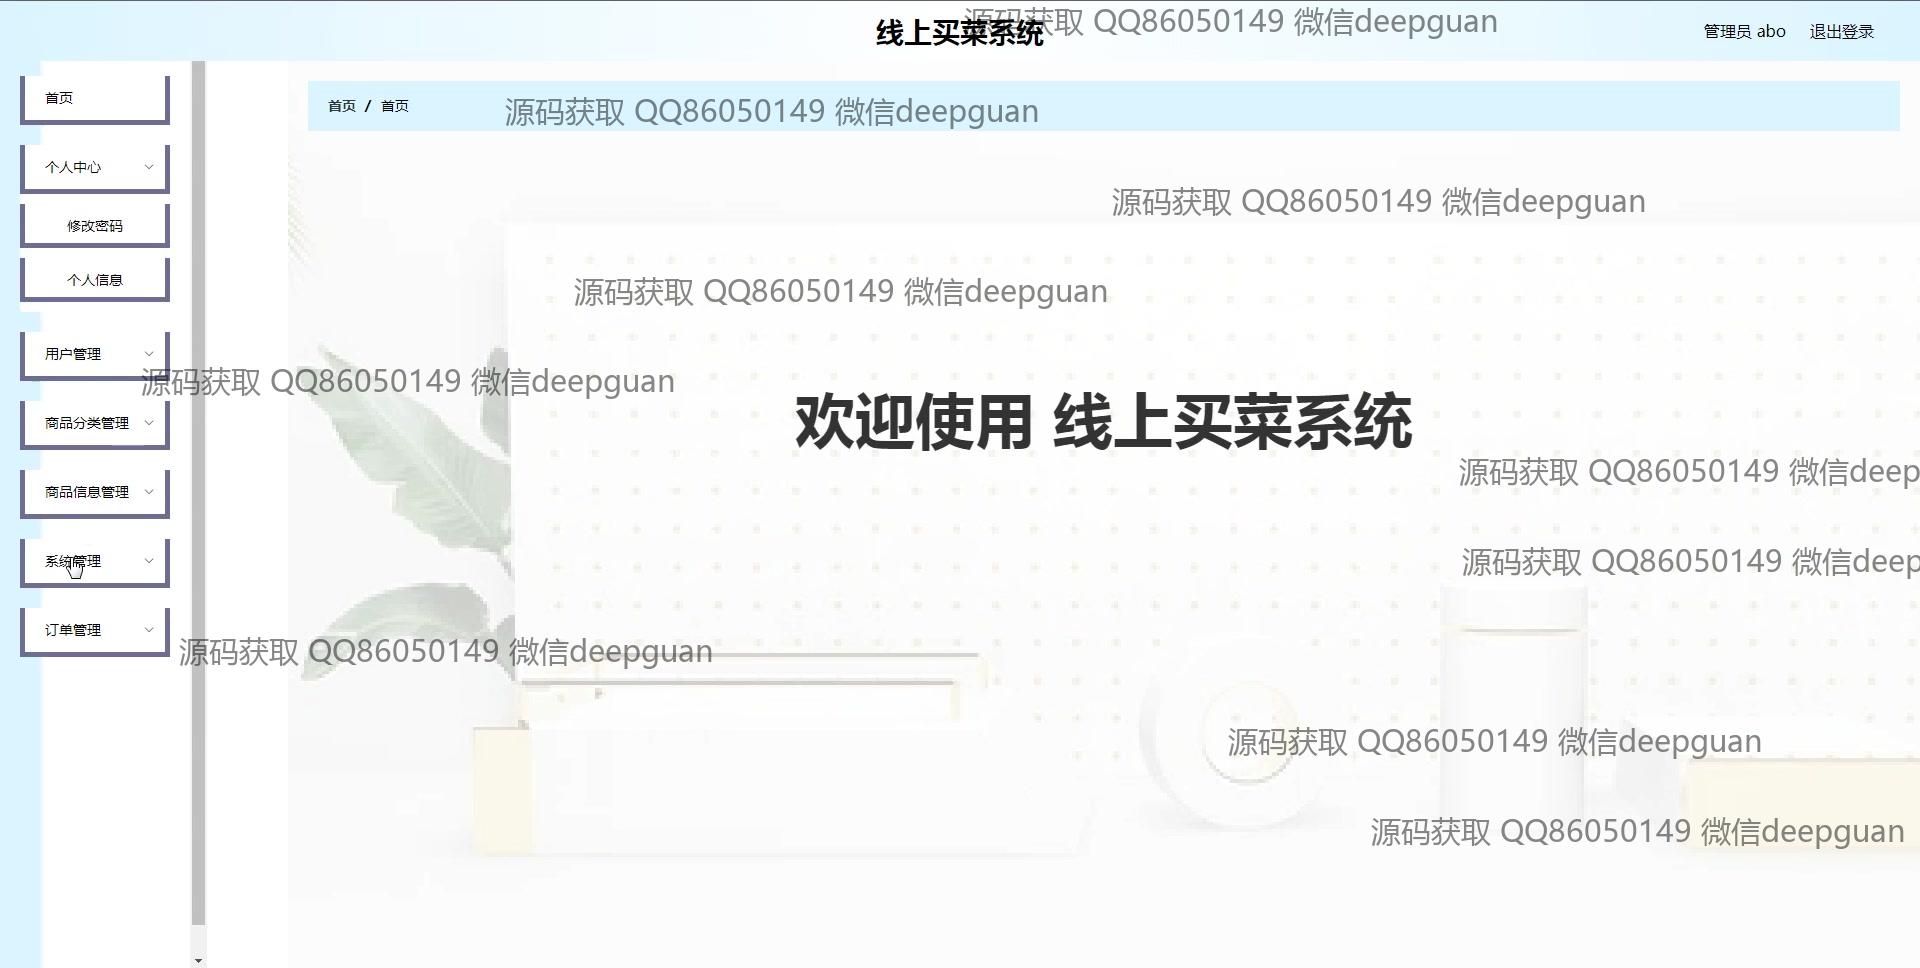 线上买菜系统
源码获取 QQ86050149 微信deepguan
管理员 abo
退出登录
首页
首页 / 首页
源码获取 QQ86050149 微信deepguan
个人中心
修改密码
源码获取 QQ86050149 微信deepguan
个人信息
源码获取 QQ86050149 微信deepguan
用户管理
源码获取 QQ86050149 微信deepguan
商品分类管理
欢迎使用 线上买菜系统
源码获取 QQ86050149 微信deep
商品信息管理
系统管理
源码获取 QQ86050149 微信deep
订单管理
源码获取 QQ86050149 微信deepguan
源码获取 QQ86050149 微信deepguan
源码获取 QQ86050149 微信deepguan